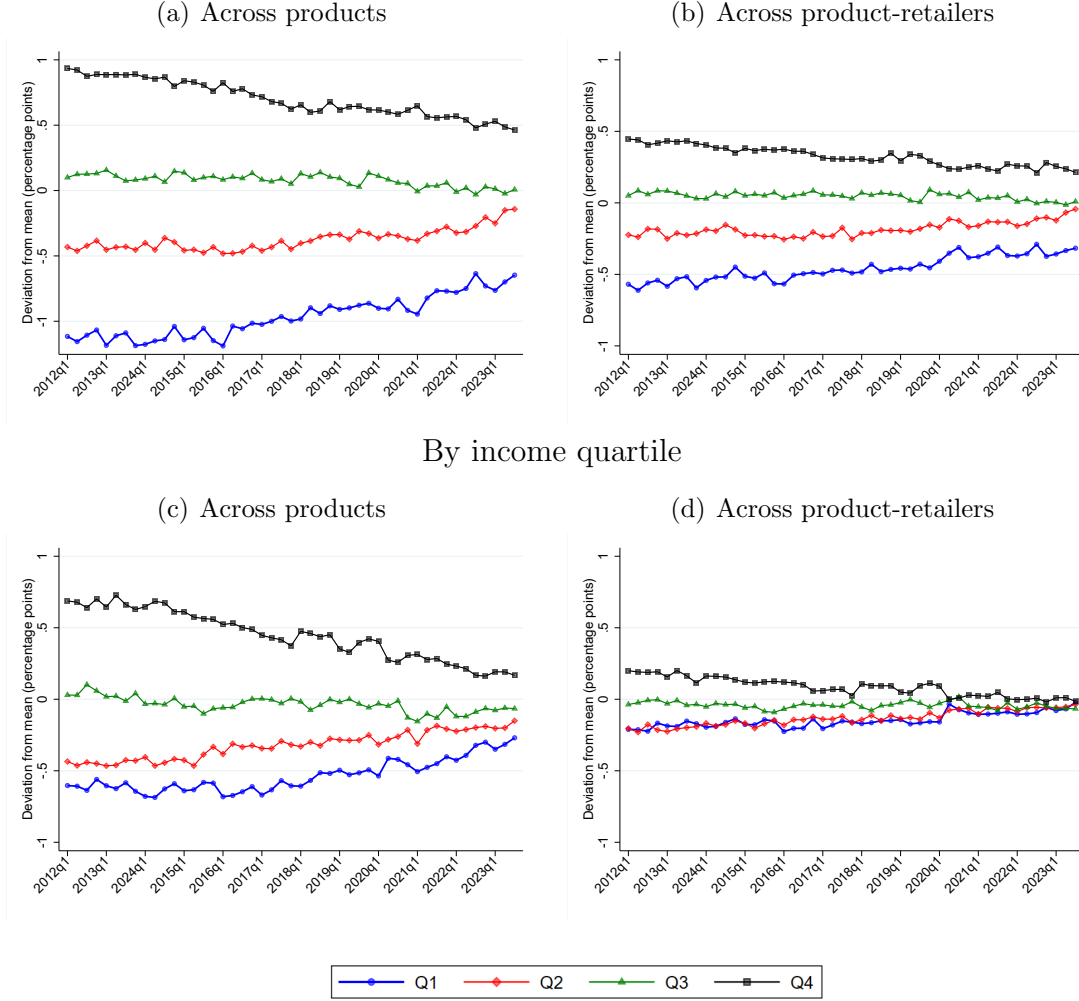 (a) Across products
(b) Across product-retailers
Deviation from mean (percentage points)
1
.5
0
-.5
-1
2012q1 2013q1 2024q1 2015q1 2016q1 2017q1 2018q1 2019q1 2020q1 2021q1 2022q1 2023q1
Deviation from mean (percentage points)
1
.5
0
-.5
-1
2012q1 2013q1 2024q1 2015q1 2016q1 2017q1 2018q1 2019q1 2020q1 2021q1 2022q1 2023q1
By income quartile
(c) Across products
(d) Across product-retailers
Deviation from mean (percentage points)
1
.5
0
-.5
-1
2012q1 2013q1 2024q1 2015q1 2016q1 2017q1 2018q1 2019q1 2020q1 2021q1 2022q1 2023q1
Deviation from mean (percentage points)
1
.5
0
-.5
-1
2012q1 2013q1 2024q1 2015q1 2016q1 2017q1 2018q1 2019q1 2020q1 2021q1 2022q1 2023q1
Q1 Q2 Q3 Q4